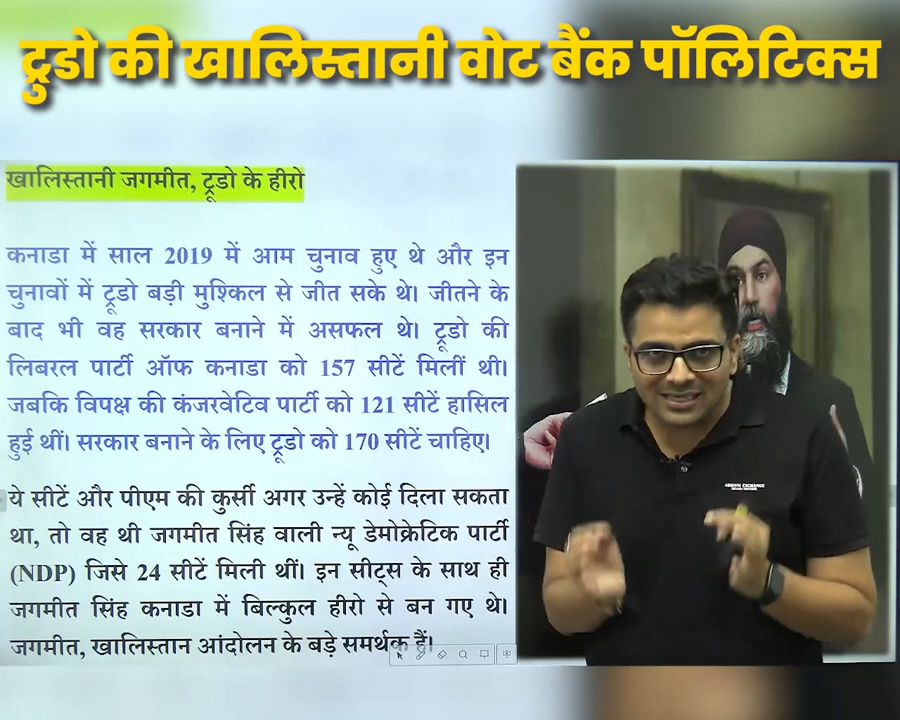 ट्रुडो की खालिस्तानी वोट बैंक पॉलिटिक्स
खालिस्तानी जगमीत, ट्रूडो के हीरो
कनाडा में साल 2019 में आम चुनाव हुए थे और इन
चुनावों में ट्रूडो बड़ी मुश्किल से जीत सके थे। जीतने के
बाद भी वह सरकार बनाने में असफल थे। ट्रूडो की
लिबरल पार्टी ऑफ कनाडा को 157 सीटें मिलीं थी।
जबकि विपक्ष की कंजरवेटिव पार्टी को 121 सीटें हासिल
हुई थीं। सरकार बनाने के लिए ट्रूडो को 170 सीटें चाहिए।
ये सीटें और पीएम की कुर्सी अगर उन्हें कोई दिला सकता
था, तो वह थी जगमीत सिंह वाली न्यू डेमोक्रेटिक पार्टी
(NDP) जिसे 24 सीटें मिली थीं। इन सीट्स के साथ ही
जगमीत सिंह कनाडा में बिल्कुल हीरो से बन गए थे।
जगमीत, खालिस्तान आंदोलन के बड़े समर्थक हैं।
ARMANI EXCHANGE